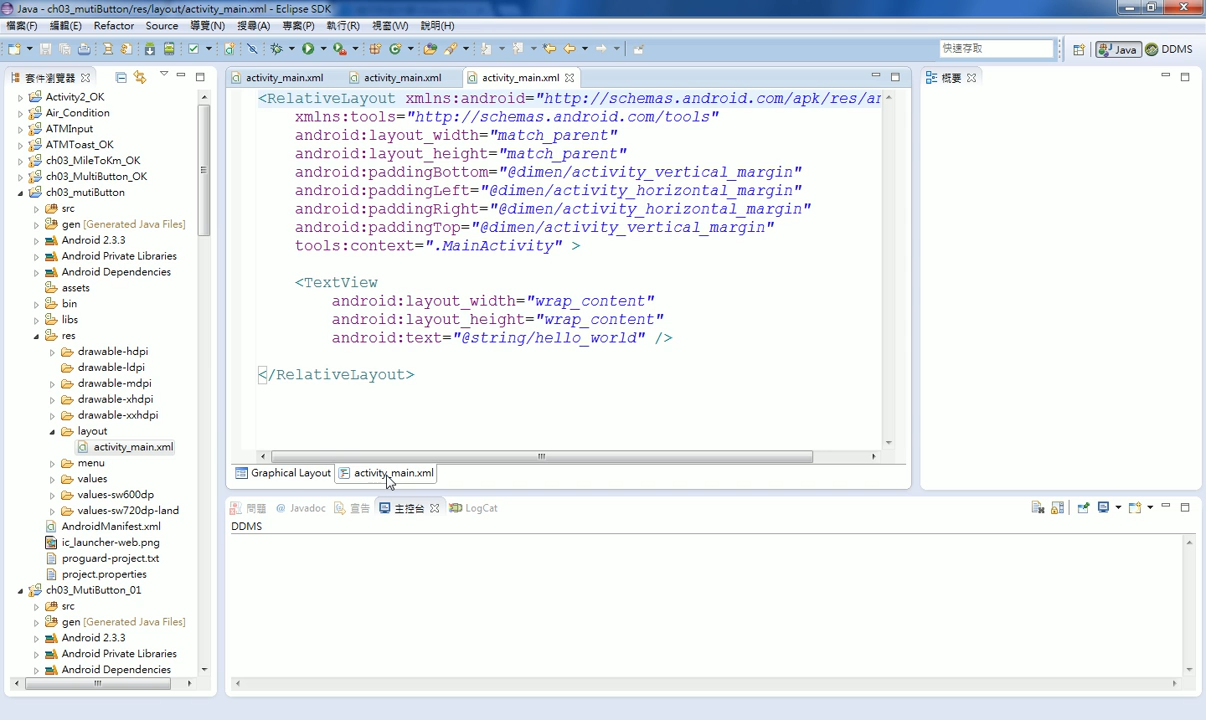 Java - ch03_mutiButton/res/layout/activity_main.xml - Eclipse SDK
檔案(F) 編輯(E) Refactor Source 導覽(N) 搜尋(A) 專案(P) 執行(R) 視窗(W) 說明(H)
快速存取
Java
DDMS
套件瀏覽器
Activity2_OK
Air_Condition
ATMInput
ATMToast_OK
ch03_MileToKm_OK
ch03_MultiButton_OK
ch03_mutiButton
src
gen [Generated Java Files]
Android 2.3.3
Android Private Libraries
Android Dependencies
assets
bin
libs
res
drawable-hdpi
drawable-ldpi
drawable-mdpi
drawable-xhdpi
drawable-xxhdpi
layout
activity_main.xml
menu
values
values-sw600dp
values-sw720dp-land
AndroidManifest.xml
ic_launcher-web.png
proguard-project.txt
project.properties
ch03_MutiButton_01
src
gen [Generated Java Files]
Android 2.3.3
Android Private Libraries
Android Dependencies
activity_main.xml activity_main.xml activity_main.xml
<RelativeLayout xmlns:android="http://schemas.android.com/apk/res/ar
xmlns:tools="http://schemas.android.com/tools"
android:layout_width="match_parent"
android:layout_height="match_parent"
android:paddingBottom="@dimen/activity_vertical_margin"
android:paddingLeft="@dimen/activity_horizontal_margin"
android:paddingRight="@dimen/activity_horizontal_margin"
android:paddingTop="@dimen/activity_vertical_margin"
tools:context=".MainActivity" >
<TextView
android:layout_width="wrap_content"
android:layout_height="wrap_content"
android:text="@string/hello_world" />
</RelativeLayout>
Graphical Layout activity_main.xml
概要
問題 Javadoc 宣告 主控台 LogCat
DDMS